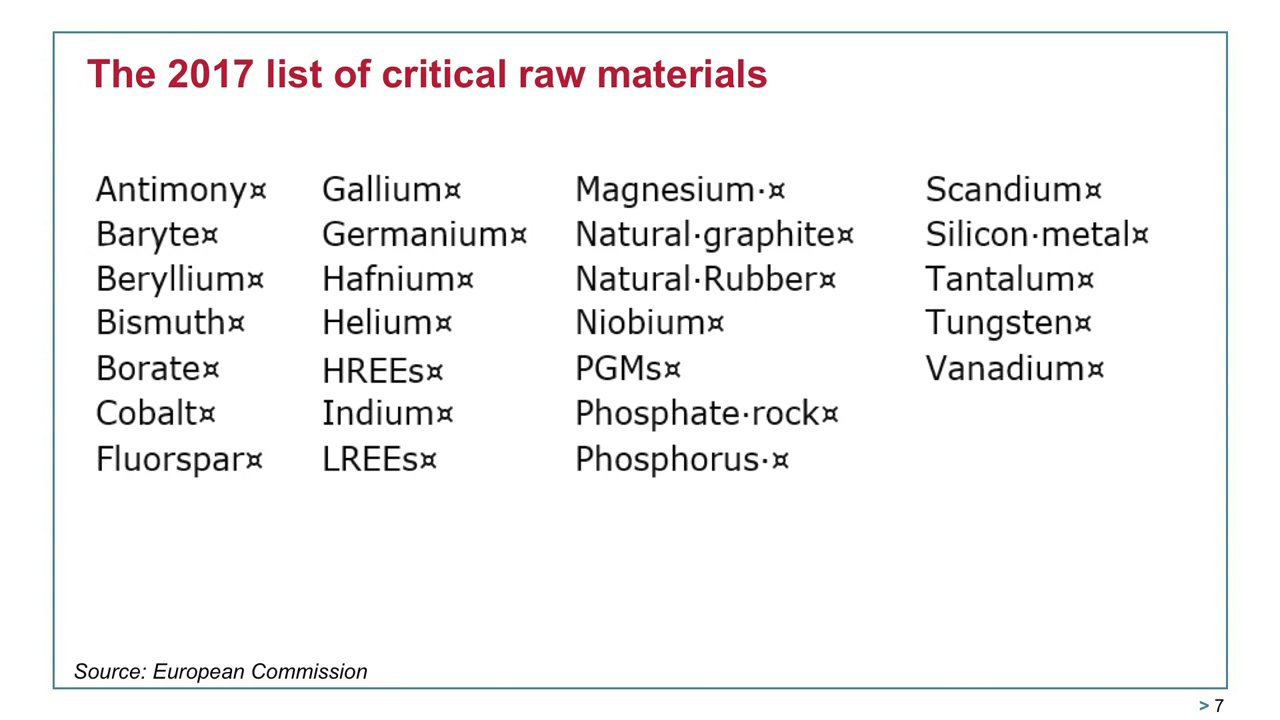 The 2017 list of critical raw materials
Antimony¤ Gallium¤ Magnesium·¤ Scandium¤
Baryte¤ Germanium¤ Natural·graphite¤ Silicon·metal¤
Beryllium¤ Hafnium¤ Natural·Rubber¤ Tantalum¤
Bismuth¤ Helium¤ Niobium¤ Tungsten¤
Borate¤ HREEs¤ PGMs¤ Vanadium¤
Cobalt¤ Indium¤ Phosphate·rock¤
Fluorspar¤ LREEs¤ Phosphorus·¤
Source: European Commission
> 7